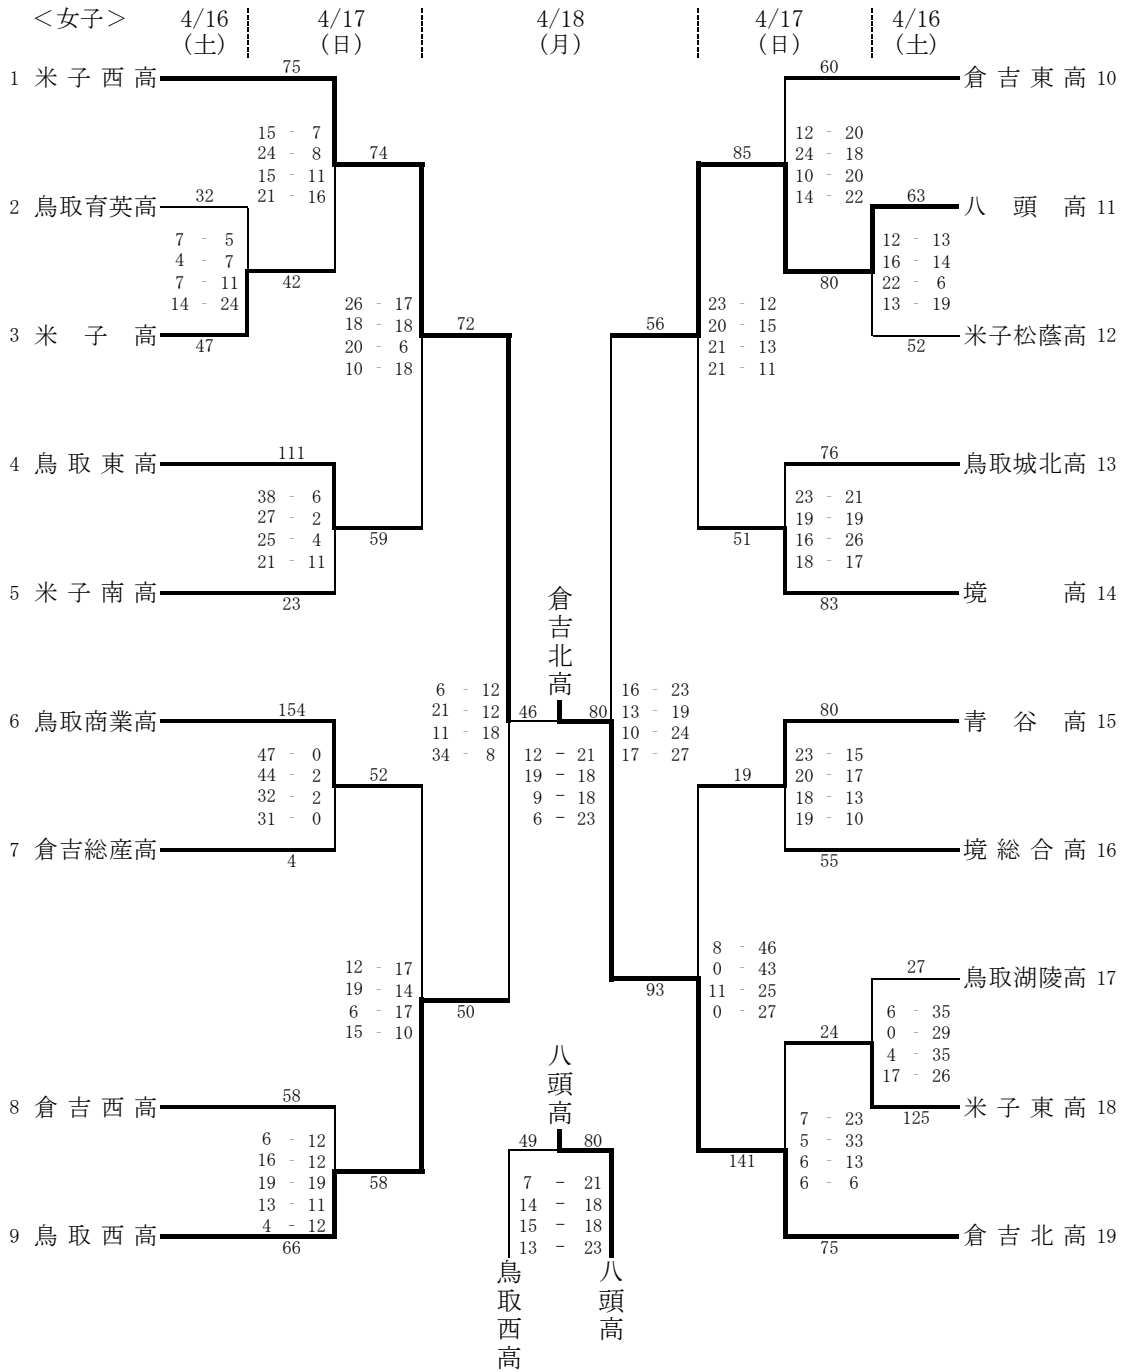 ＜女子＞ 4/16 4/17 4/18 4/17 4/16
（土） （日） （月） （日） （土）
1 米子西高
75
15 - 7
24 - 8
15 - 11
21 - 16
74
2 鳥取育英高
32
7 - 5
4 - 7
7 - 11
14 - 24
42
3 米子高
47
26 - 17
18 - 18
20 - 6
10 - 18
72
4 鳥取東高
111
38 - 6
27 - 2
25 - 4
21 - 11
59
5 米子南高
23
6 鳥取商業高
154
47 - 0
44 - 2
32 - 2
31 - 0
52
7 倉吉総産高
4
6 - 12
21 - 12
11 - 18
34 - 8
12 - 17
19 - 14
6 - 17
15 - 10
50
8 倉吉西高
58
6 - 12
16 - 12
19 - 19
13 - 11
4 - 12
58
9 鳥取西高
66
倉吉北高
46 80
12 - 21
19 - 18
9 - 18
6 - 23
八頭高
49 80
7 - 21
14 - 18
15 - 18
13 - 23
鳥取西高
八頭高
60
倉吉東高 10
12 - 20
24 - 18
10 - 20
14 - 22
85
63
八頭高 11
12 - 13
16 - 14
22 - 6
13 - 19
80
米子松蔭高 12
52
56
23 - 12
20 - 15
21 - 13
21 - 11
76
鳥取城北高 13
23 - 21
19 - 19
16 - 26
18 - 17
51
境高 14
83
16 - 23
13 - 19
10 - 24
17 - 27
80
青谷高 15
23 - 15
20 - 17
18 - 13
19 - 10
19
境総合高 16
55
8 - 46
0 - 43
11 - 25
0 - 27
93
27
鳥取湖陵高 17
6 - 35
0 - 29
4 - 35
17 - 26
24
米子東高 18
125
7 - 23
5 - 33
6 - 13
6 - 6
141
倉吉北高 19
75